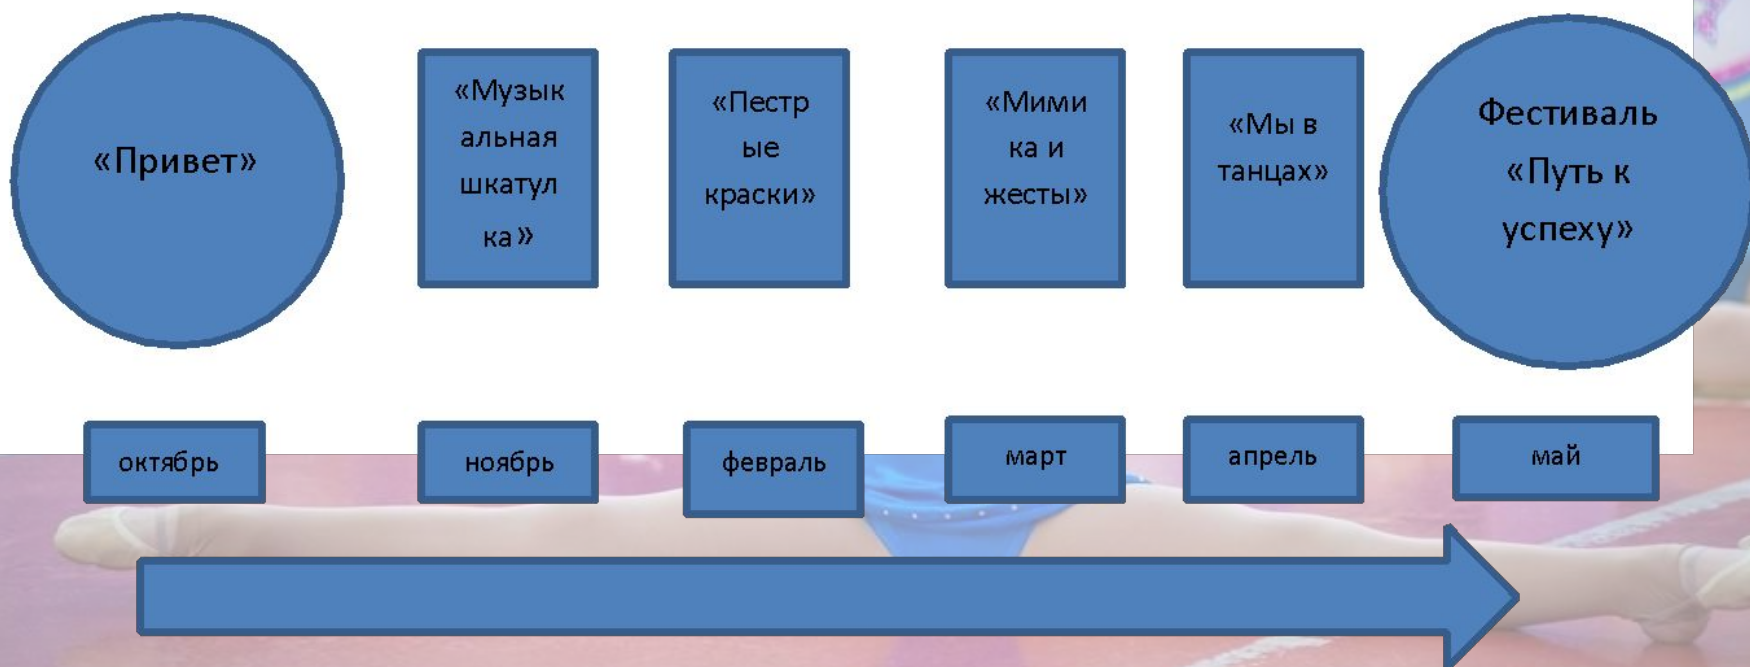 «Привет»
«Музык
альная
шкатул
ка»
«Пестр
ые
краски»
«Мими
ка и
жесты»
«Мы в
танцах»
Фестиваль
«Путь к
успеху»
октябрь
ноябрь
февраль
март
апрель
май